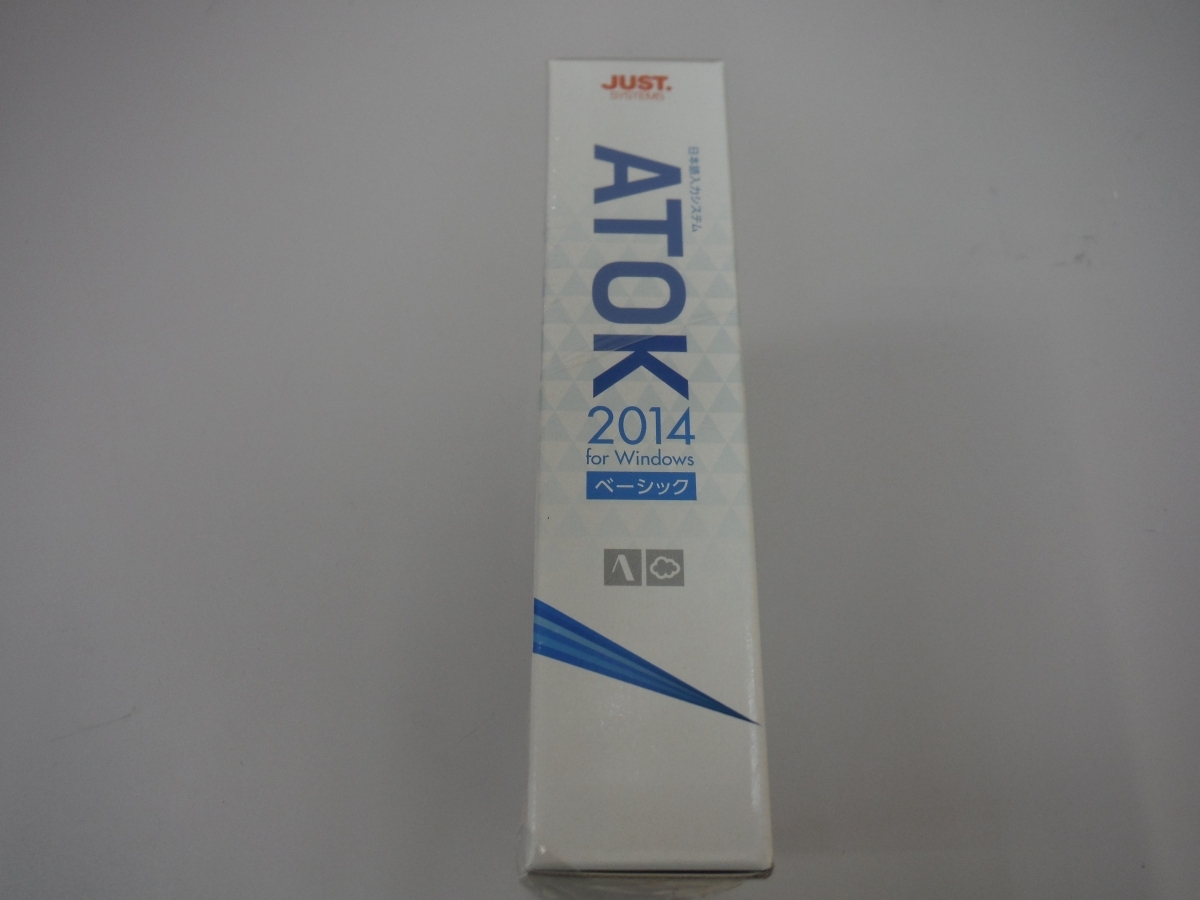 JUST.
SYSTEMS
日本語入力システム
ATOK
2014
for Windows
ベーシック